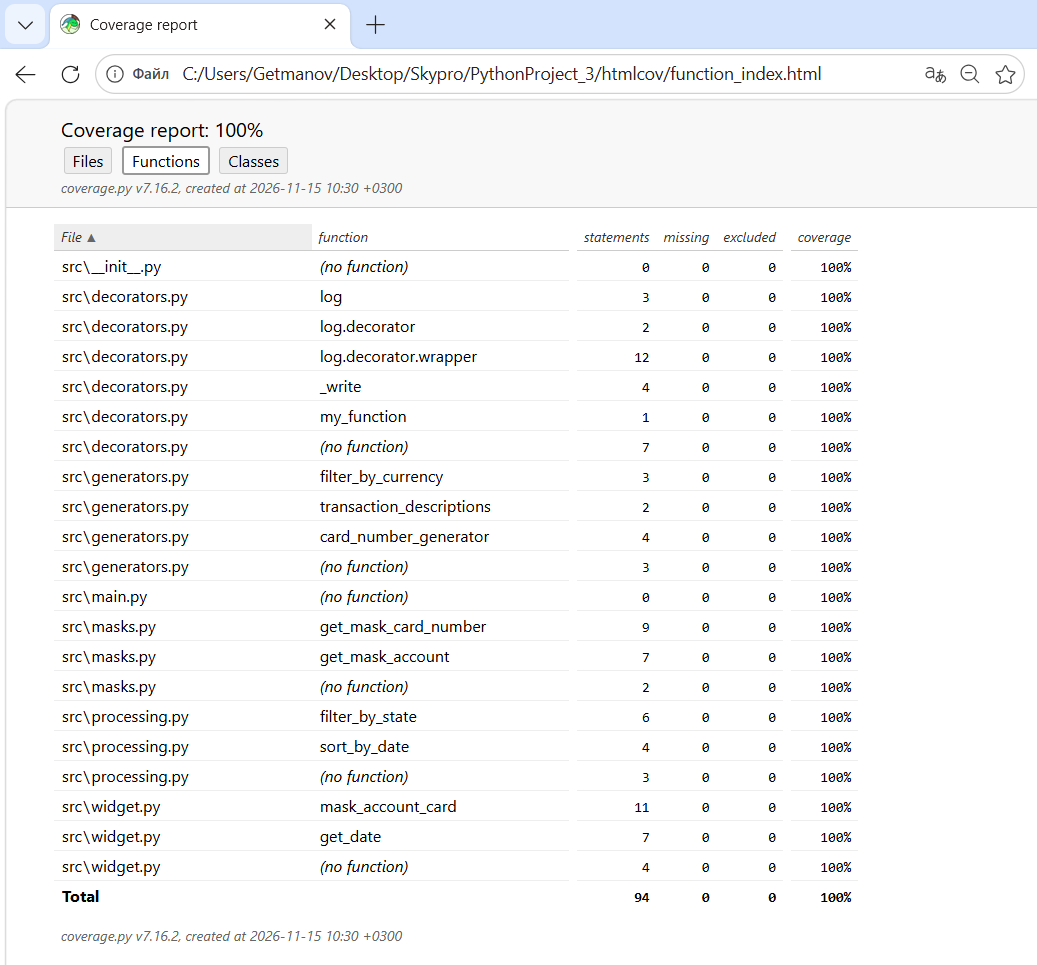 Coverage report
Файл C:/Users/Getmanov/Desktop/Skypro/PythonProject_3/htmlcov/function_index.html
Coverage report: 100%
Files Functions Classes
coverage.py v7.16.2, created at 2026-11-15 10:30 +0300
File ▲ function statements missing excluded coverage
src\__init__.py (no function) 0 0 0 100%
src\decorators.py log 3 0 0 100%
src\decorators.py log.decorator 2 0 0 100%
src\decorators.py log.decorator.wrapper 12 0 0 100%
src\decorators.py _write 4 0 0 100%
src\decorators.py my_function 1 0 0 100%
src\decorators.py (no function) 7 0 0 100%
src\generators.py filter_by_currency 3 0 0 100%
src\generators.py transaction_descriptions 2 0 0 100%
src\generators.py card_number_generator 4 0 0 100%
src\generators.py (no function) 3 0 0 100%
src\main.py (no function) 0 0 0 100%
src\masks.py get_mask_card_number 9 0 0 100%
src\masks.py get_mask_account 7 0 0 100%
src\masks.py (no function) 2 0 0 100%
src\processing.py filter_by_state 6 0 0 100%
src\processing.py sort_by_date 4 0 0 100%
src\processing.py (no function) 3 0 0 100%
src\widget.py mask_account_card 11 0 0 100%
src\widget.py get_date 7 0 0 100%
src\widget.py (no function) 4 0 0 100%
Total 94 0 0 100%
coverage.py v7.16.2, created at 2026-11-15 10:30 +0300